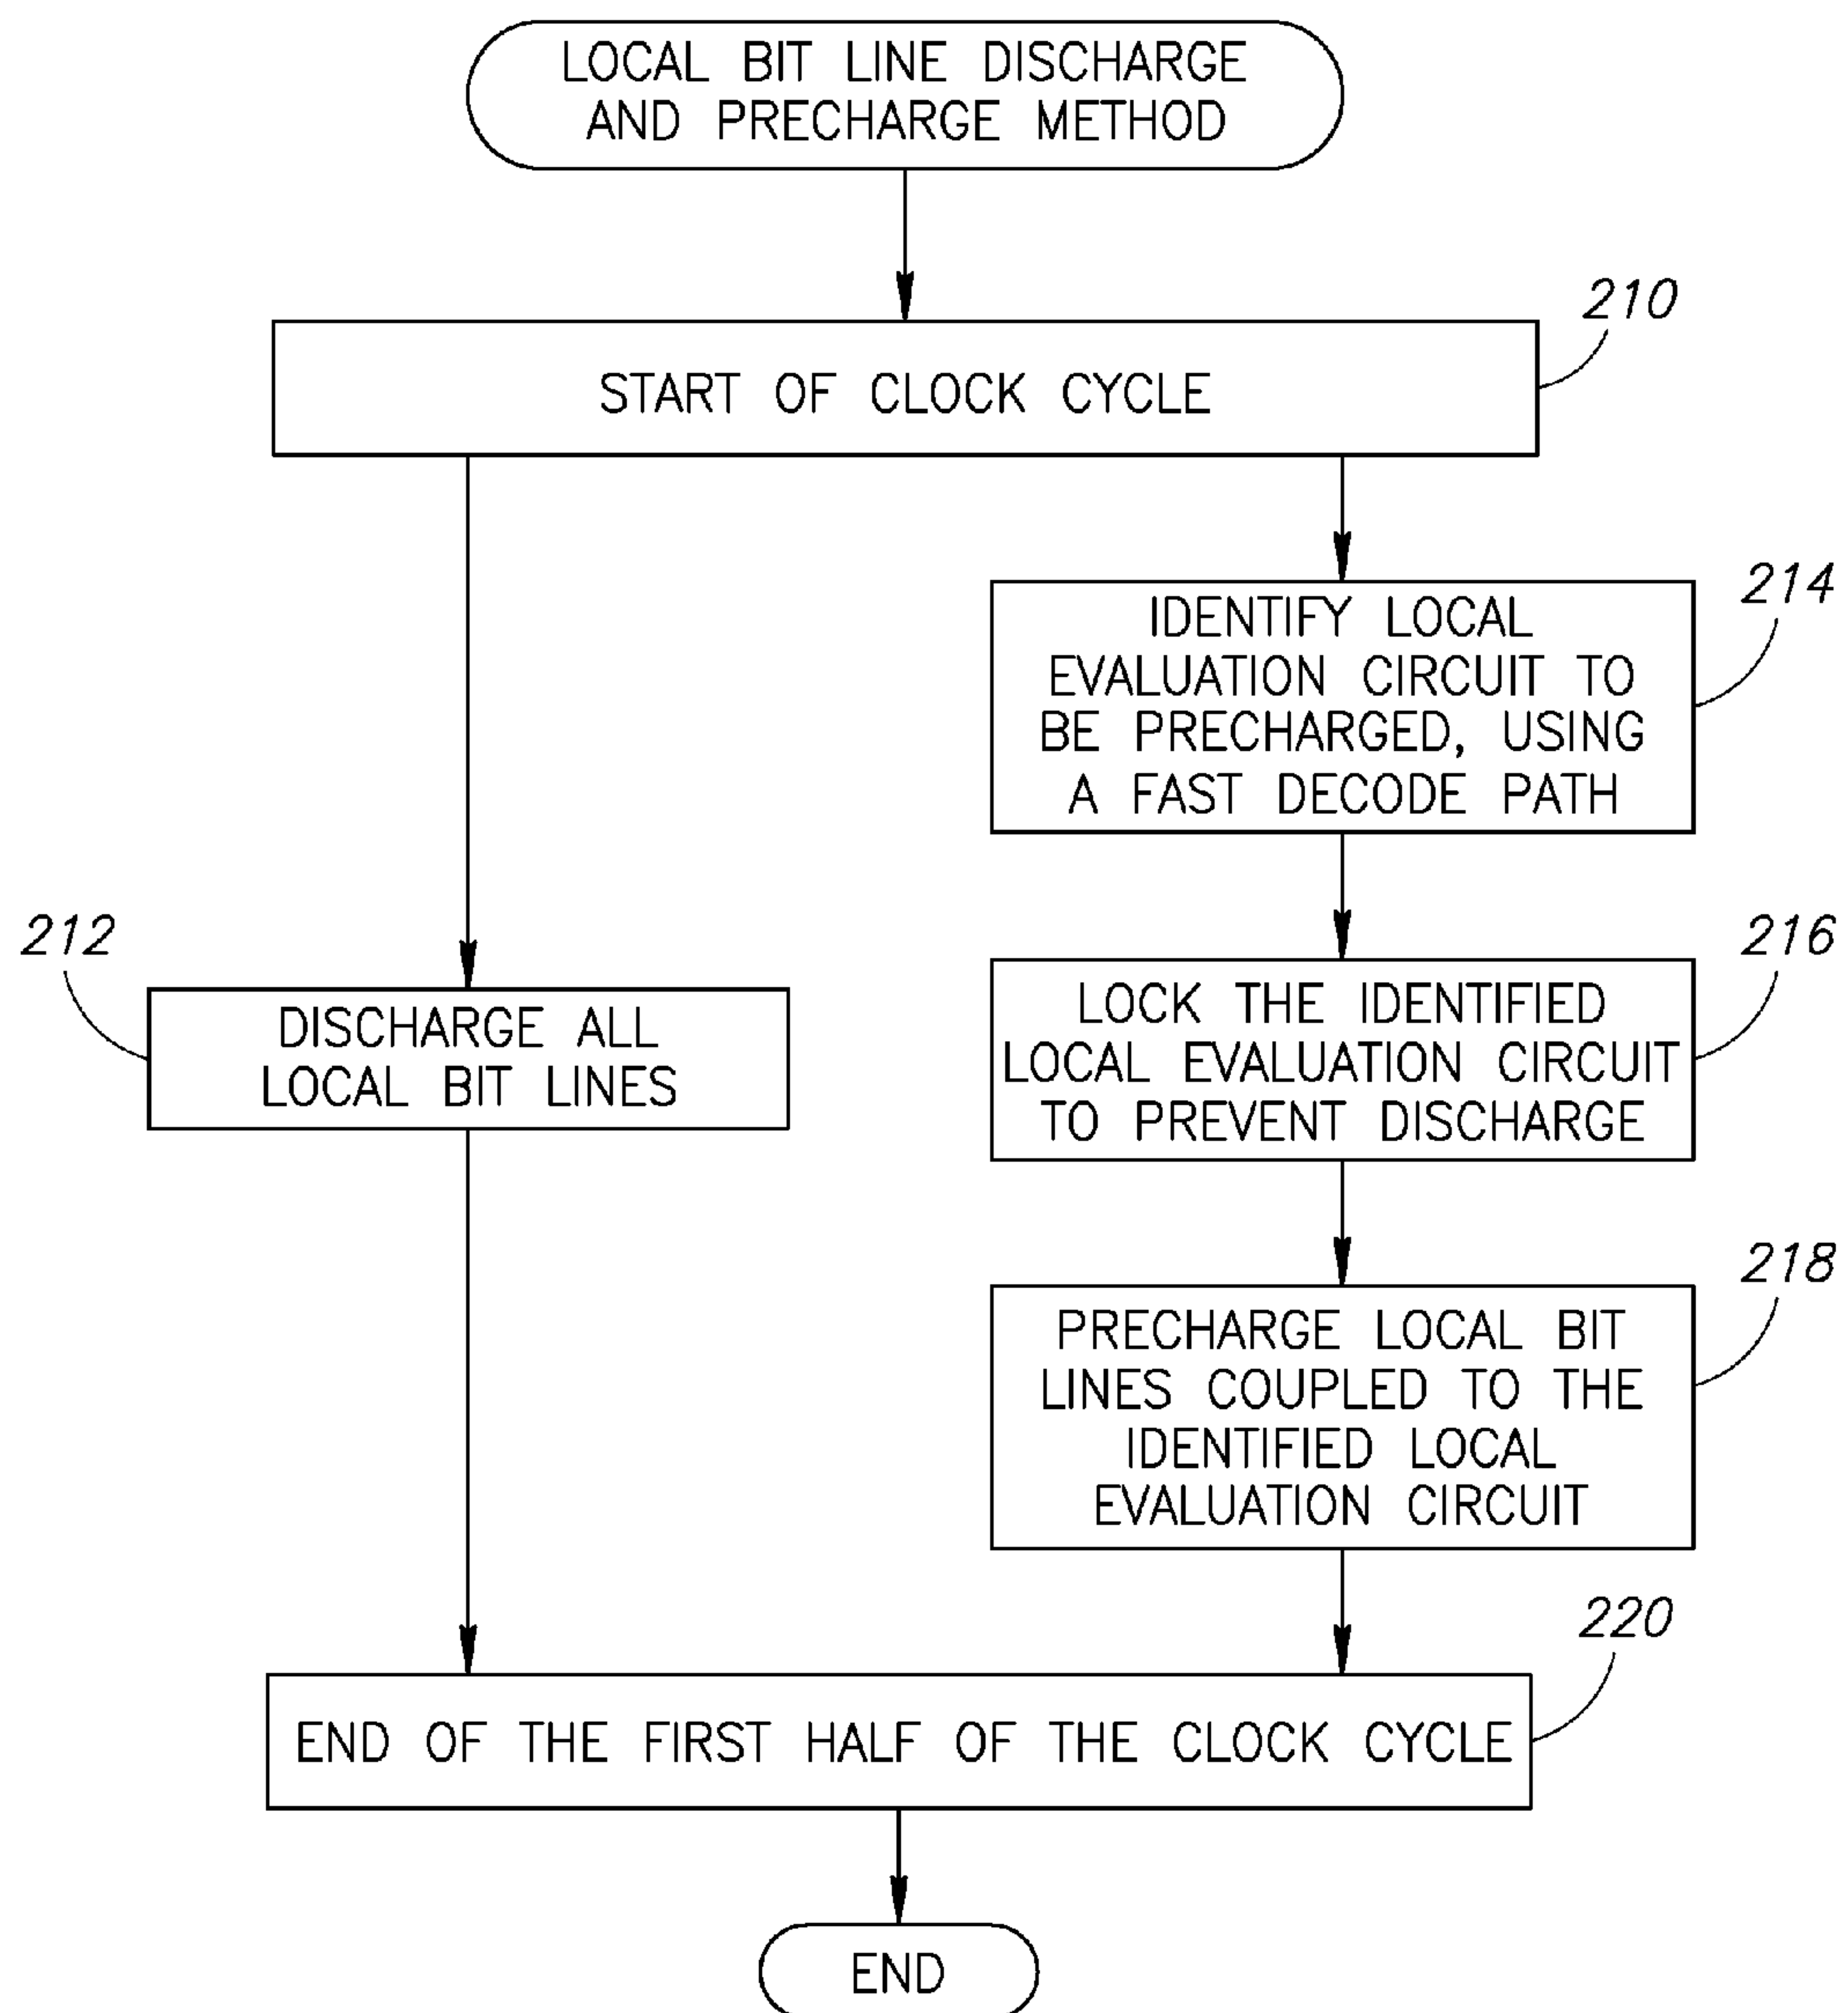 LOCAL BIT LINE DISCHARGE
AND PRECHARGE METHOD
210
START OF CLOCK CYCLE
214
IDENTIFY LOCAL
EVALUATION CIRCUIT TO
BE PRECHARGED, USING
A FAST DECODE PATH
212
DISCHARGE ALL
LOCAL BIT LINES
216
LOCK THE IDENTIFIED
LOCAL EVALUATION CIRCUIT
TO PREVENT DISCHARGE
218
PRECHARGE LOCAL BIT
LINES COUPLED TO THE
IDENTIFIED LOCAL
EVALUATION CIRCUIT
220
END OF THE FIRST HALF OF THE CLOCK CYCLE
END